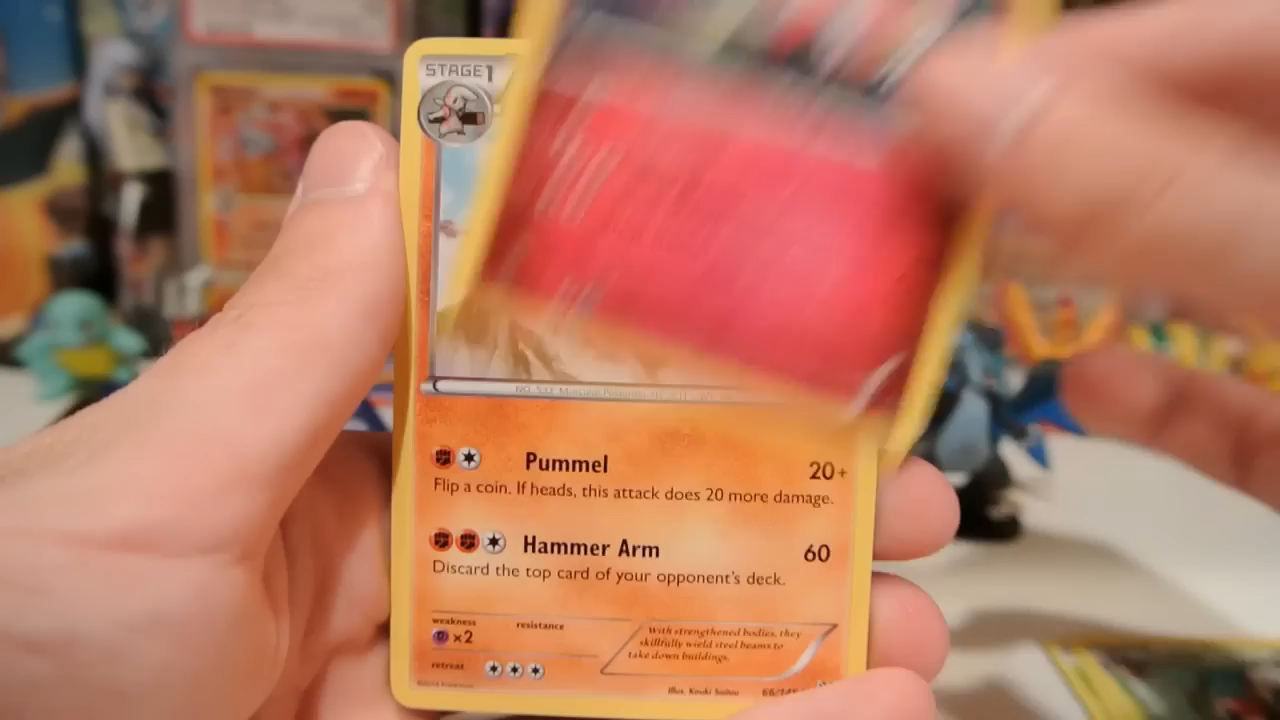 STAGE1
Pummel 20+
Flip a coin. If heads, this attack does 20 more damage.
Hammer Arm 60
Discard the top card of your opponent's deck.
weakness resistance
×2
With strengthened bodies, they
skillfully wield steel beams to
take down buildings.
retreat
Illus. Kouki Saitou